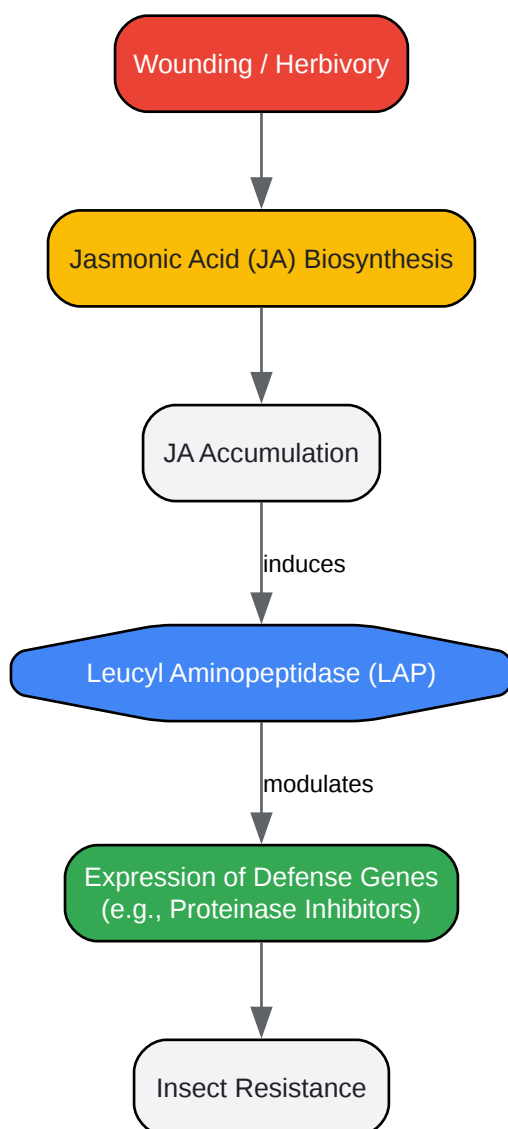 Wounding / Herbivory
Jasmonic Acid (JA) Biosynthesis
JA Accumulation
induces
Leucyl Aminopeptidase (LAP)
modulates
Expression of Defense Genes
(e.g., Proteinase Inhibitors)
Insect Resistance